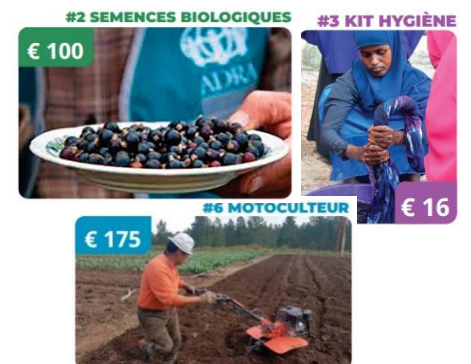 #2 SEMENCES BIOLOGIQUES
€ 100
ADRA
#3 KIT HYGIÈNE
€ 16
#6 MOTOCULTEUR
€ 175